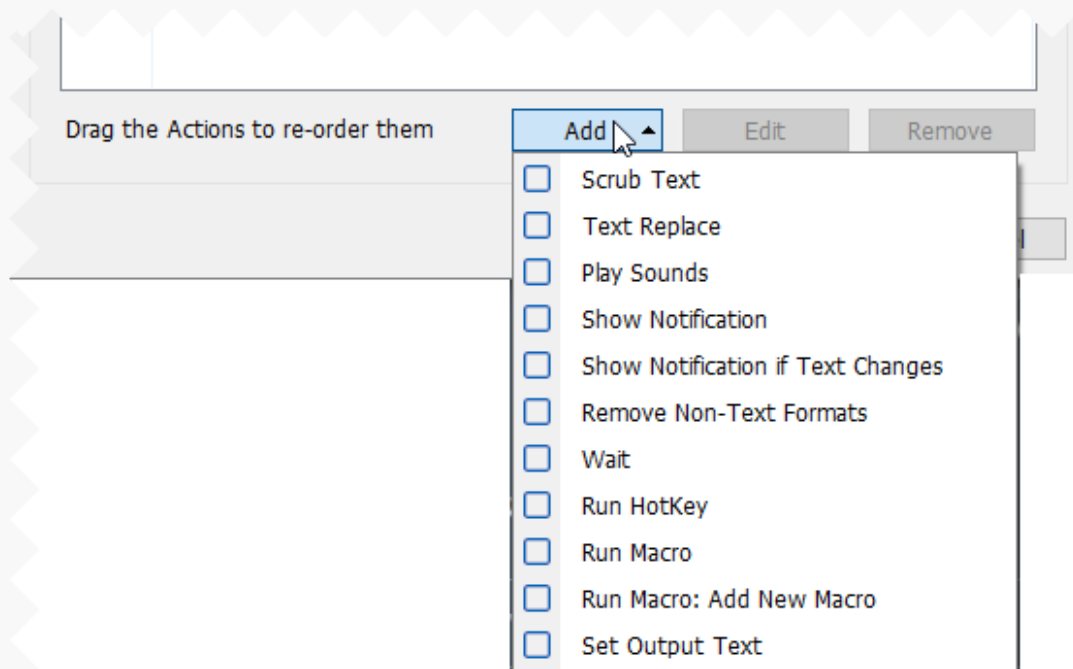 Drag the Actions to re-order them Add Edit Remove
Scrub Text
Text Replace
Play Sounds
Show Notification
Show Notification if Text Changes
Remove Non-Text Formats
Wait
Run HotKey
Run Macro
Run Macro: Add New Macro
Set Output Text